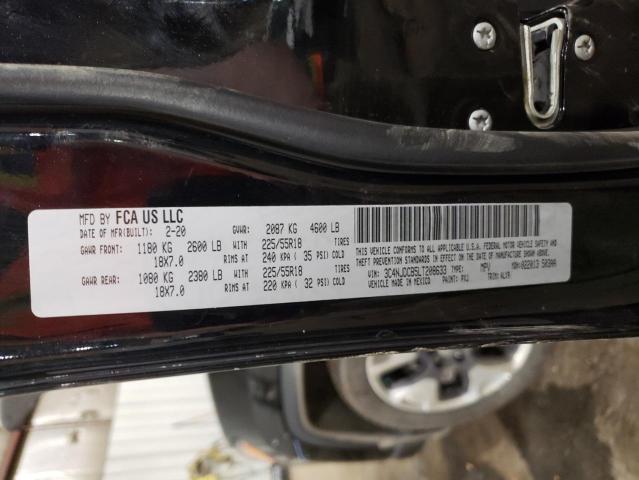 MFD BY FCA US LLC
DATE OF MFR(BUILT): 2-20 GVWR: 2087 KG 4600 LB
GAWR FRONT: 1180 KG 2600 LB WITH 225/55R18 TIRES
18X7.0 RIMS AT 240 KPA ( 35 PSI) COLD
GAWR REAR: 1080 KG 2380 LB WITH 225/55R18 TIRES
18X7.0 RIMS AT 220 KPA ( 32 PSI) COLD
THIS VEHICLE CONFORMS TO ALL APPLICABLE U.S.A. FEDERAL MOTOR VEHICLE SAFETY AND
THEFT PREVENTION STANDARDS IN EFFECT ON THE DATE OF MANUFACTURE SHOWN ABOVE.
VIN: 3C4NJDCB5LT208633 TYPE: MPV MDH:022013 503AA
VEHICLE MADE IN MEXICO PAINT: PXJ TRIM: